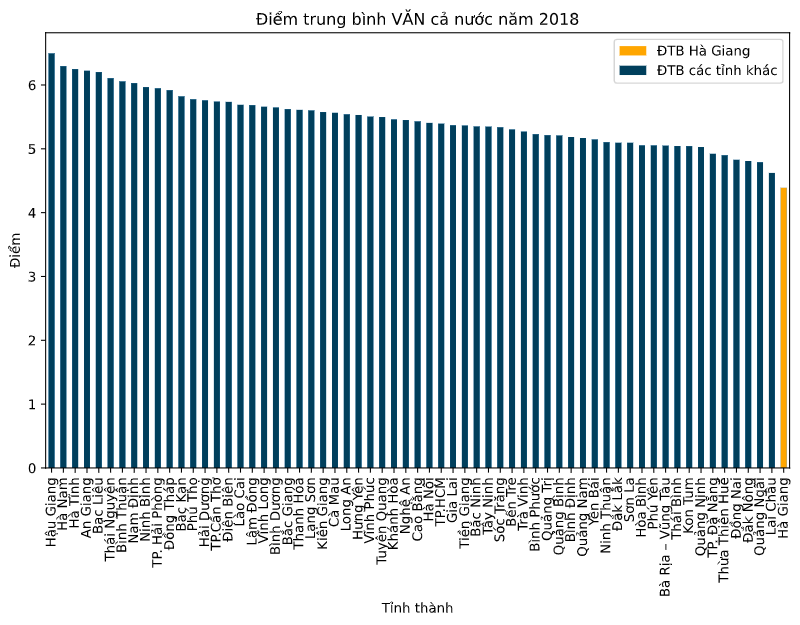 Điểm trung bình VĂN cả nước năm 2018
ĐTB Hà Giang
ĐTB các tỉnh khác
Điểm
6
5
4
3
2
1
0
Hậu Giang
Hà Nam
Hà Tĩnh
An Giang
Bạc Liêu
Thái Nguyên
Bình Thuận
Nam Định
Ninh Bình
TP. Hải Phòng
Đồng Tháp
Bắc Kạn
Phú Thọ
Hải Dương
TP.Cần Thơ
Điện Biên
Lào Cai
Lâm Đồng
Vĩnh Long
Bình Dương
Bắc Giang
Thanh Hoá
Lạng Sơn
Kiên Giang
Cà Mau
Long An
Hưng Yên
Vĩnh Phúc
Tuyên Quang
Khánh Hòa
Nghệ An
Cao Bằng
Hà Nội
TP.HCM
Gia Lai
Tiền Giang
Bắc Ninh
Tây Ninh
Sóc Trăng
Bến Tre
Trà Vinh
Bình Phước
Quảng Trị
Quảng Bình
Bình Định
Quảng Nam
Yên Bái
Ninh Thuận
Đắk Lắk
Sơn La
Hòa Bình
Phú Yên
Bà Rịa – Vũng Tàu
Thái Bình
Kon Tum
Quảng Ninh
TP. Đà Nẵng
Thừa Thiên Huế
Đồng Nai
Đắk Nông
Quảng Ngãi
Lai Châu
Hà Giang
Tỉnh thành